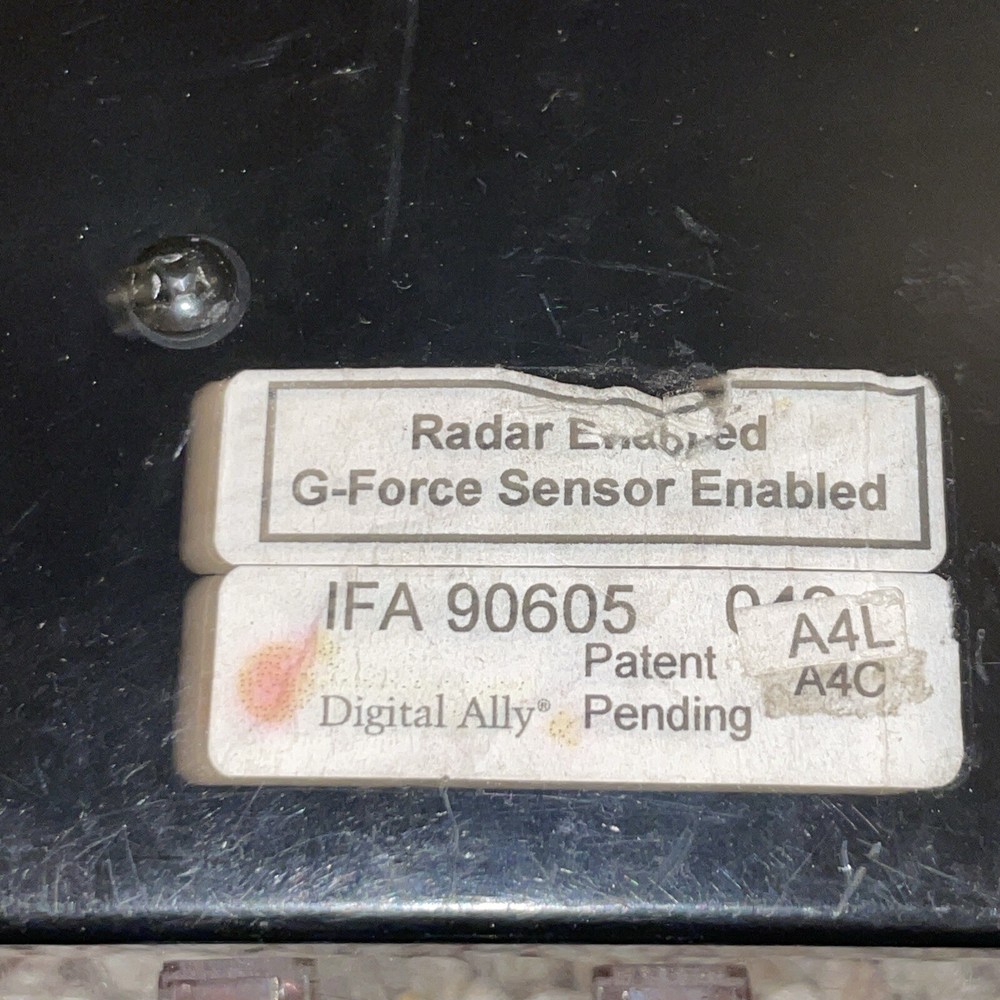 Radar Enabled
G-Force Sensor Enabled
IFA 90605
A4L
Patent
A4C
Digital Ally®
Pending